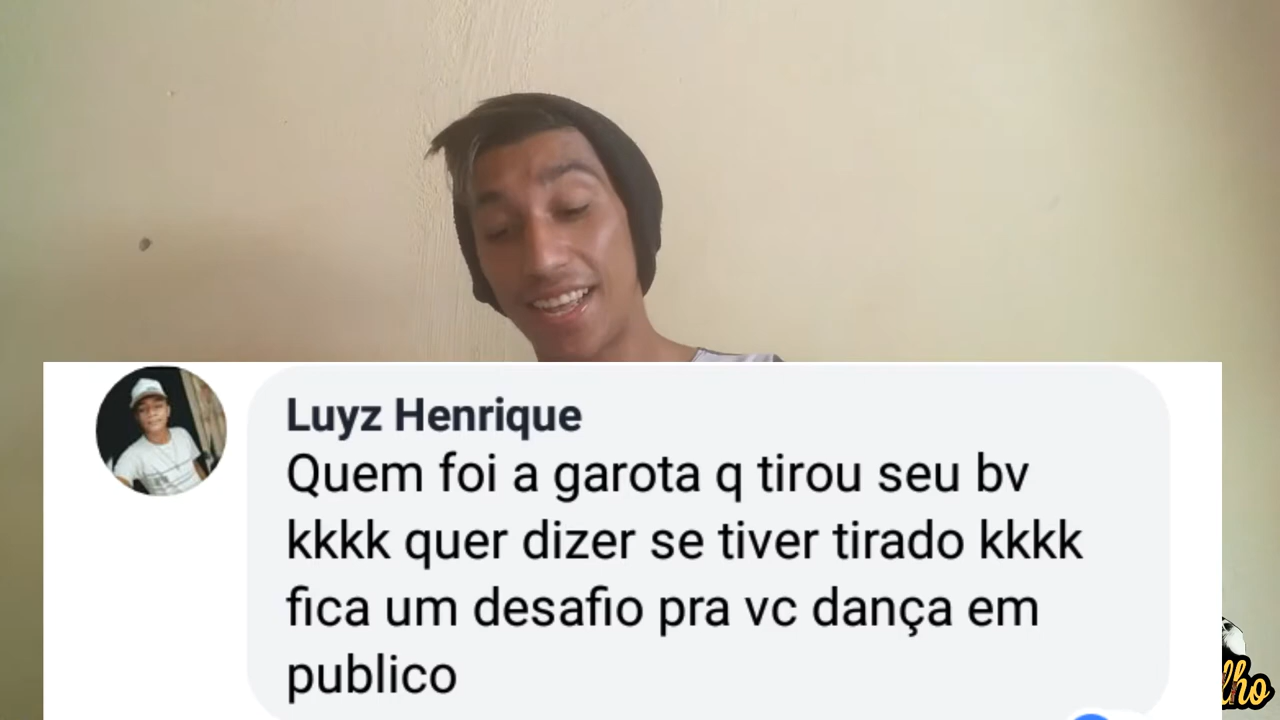 Luyz Henrique
Quem foi a garota q tirou seu bv
kkkk quer dizer se tiver tirado kkkk
fica um desafio pra vc dança em
publico
lho